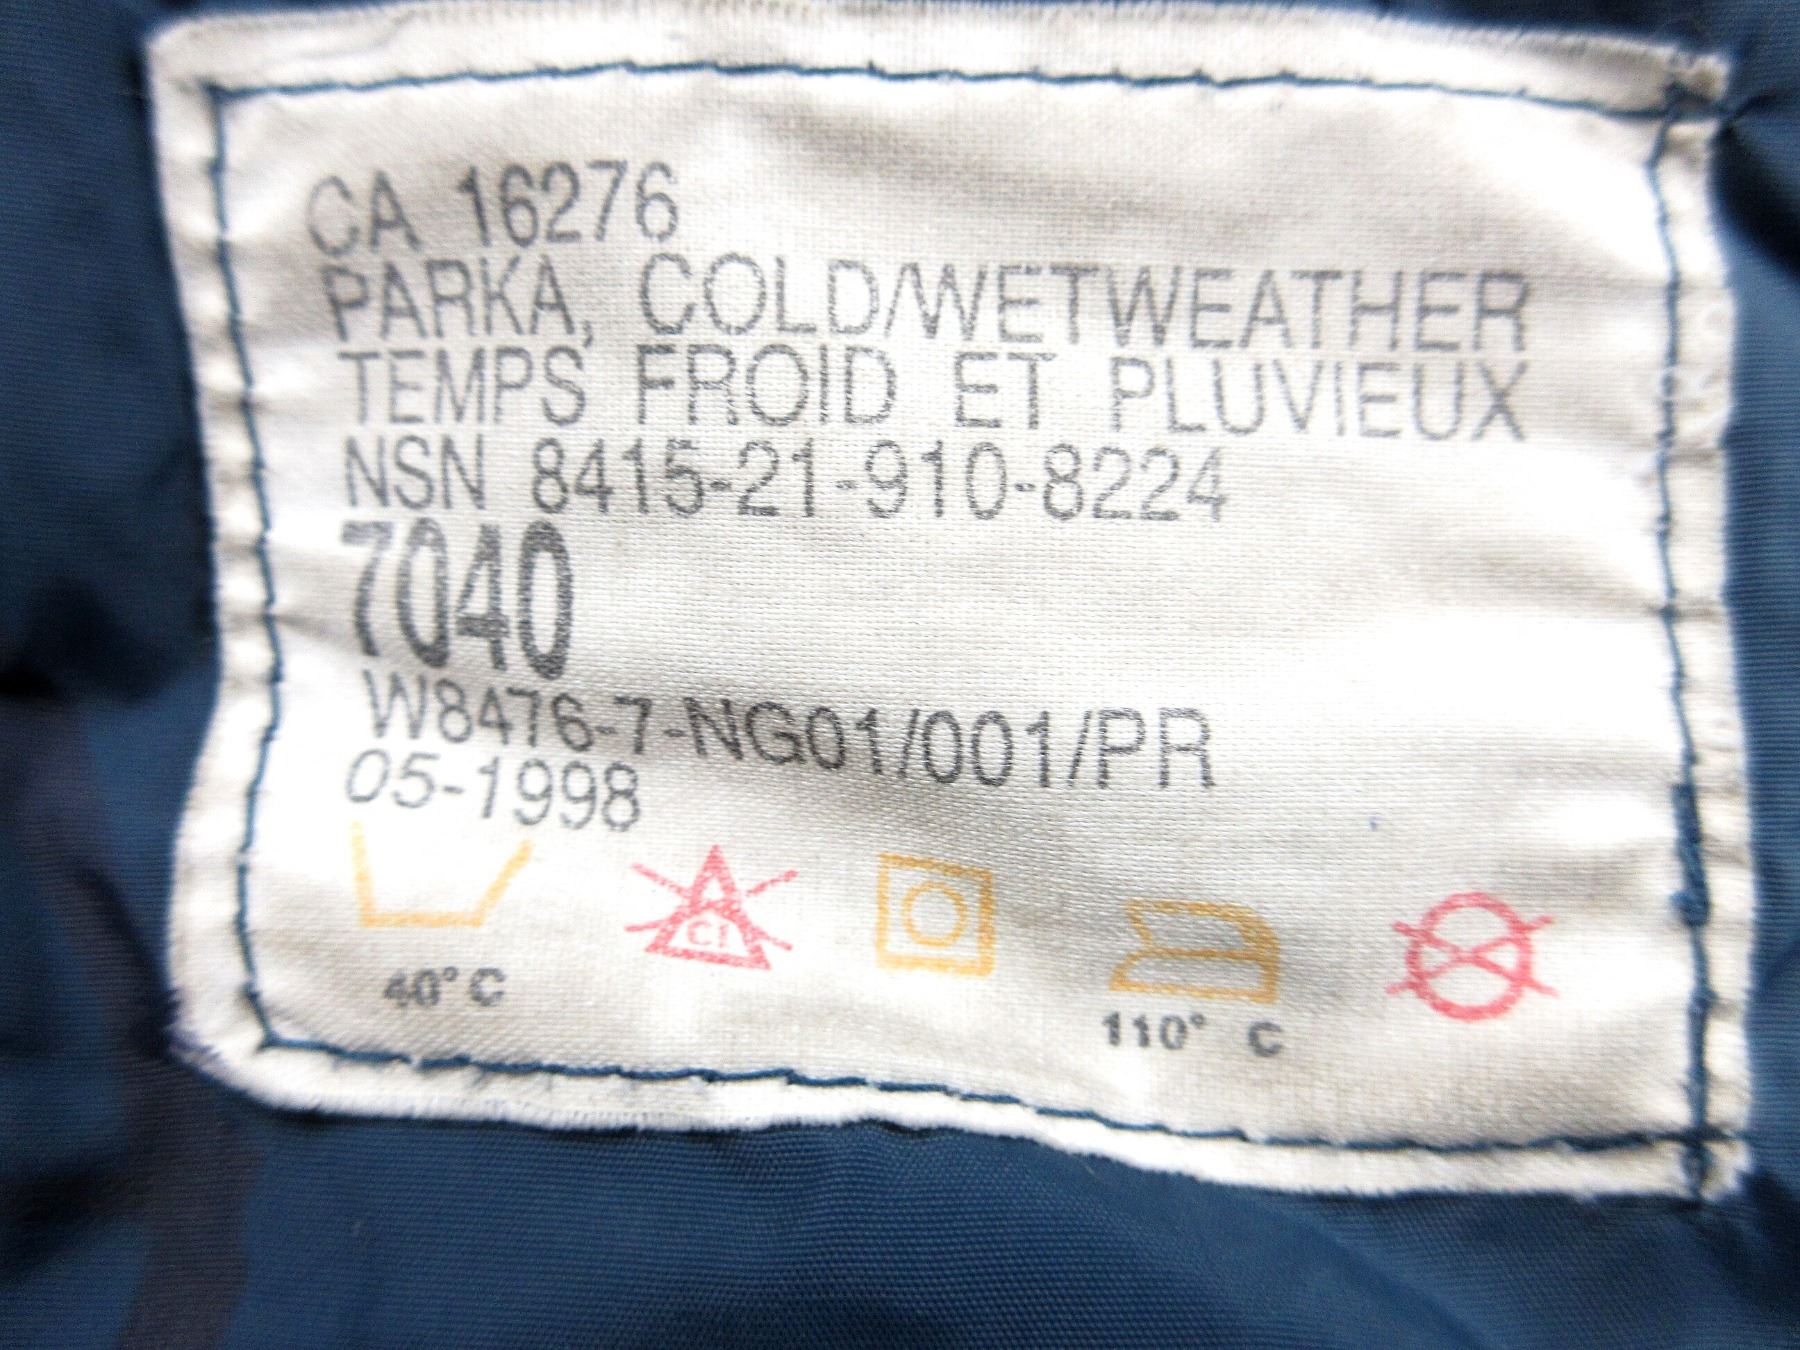 CA 16276
PARKA, COLD/WETWEATHER
TEMPS FROID ET PLUVIEUX
NSN 8415-21-910-8224
7040
W8476-7-NG01/001/PR
05-1998
Cl
40° C
110° C